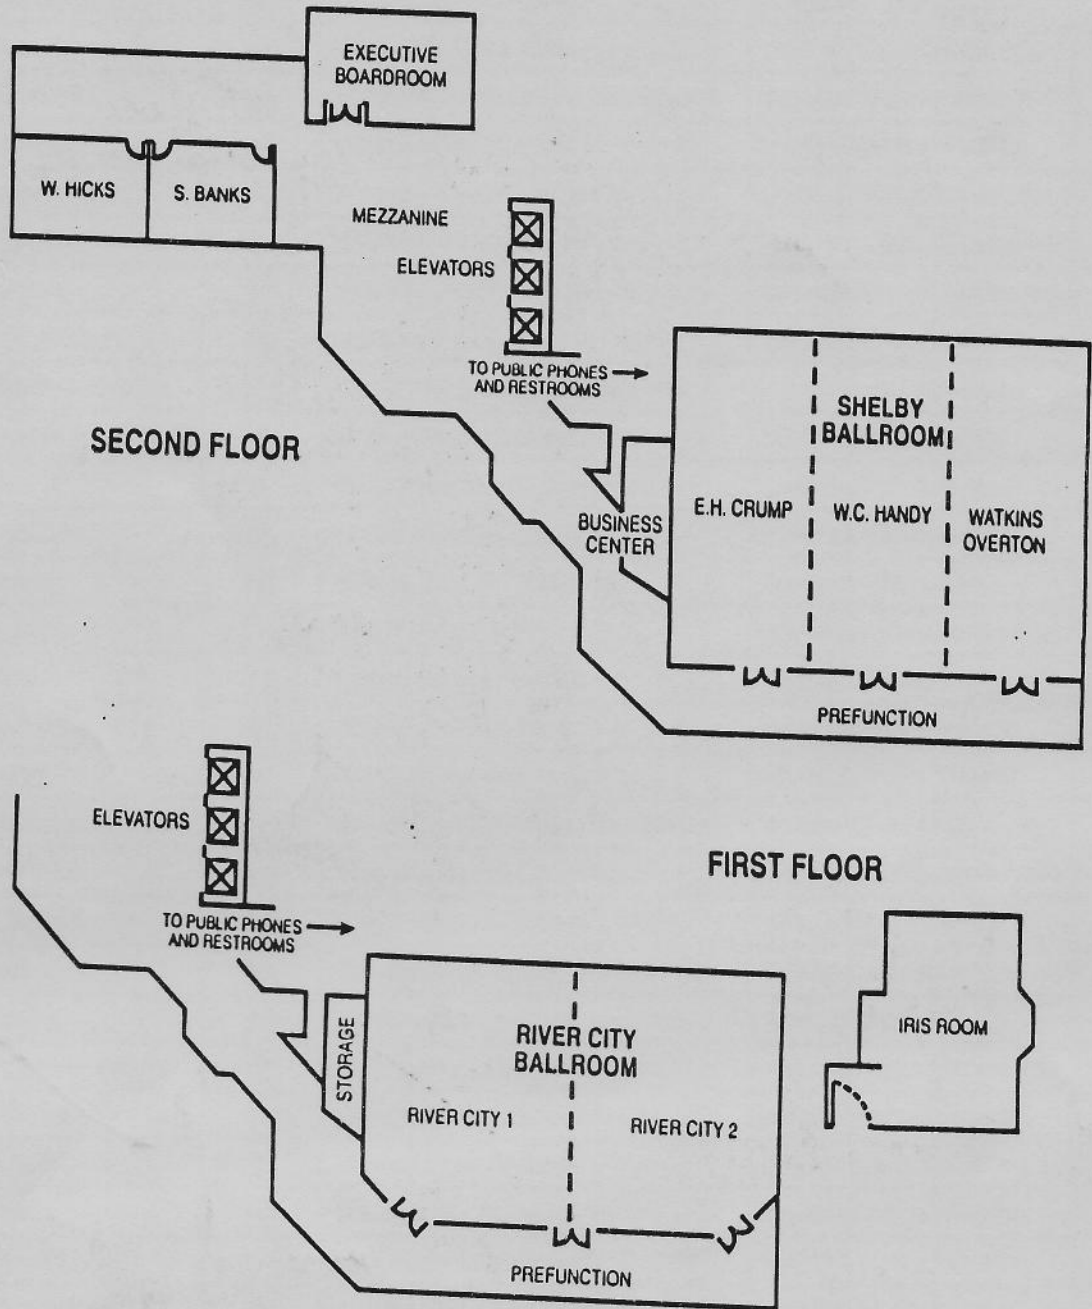 EXECUTIVE
BOARDROOM
W. HICKS
S. BANKS
MEZZANINE
ELEVATORS
TO PUBLIC PHONES
AND RESTROOMS
SECOND FLOOR
SHELBY
BALLROOM
E.H. CRUMP
W.C. HANDY
WATKINS
OVERTON
BUSINESS
CENTER
PREFUNCTION
ELEVATORS
FIRST FLOOR
TO PUBLIC PHONES
AND RESTROOMS
STORAGE
RIVER CITY
BALLROOM
RIVER CITY 1
RIVER CITY 2
IRIS ROOM
PREFUNCTION